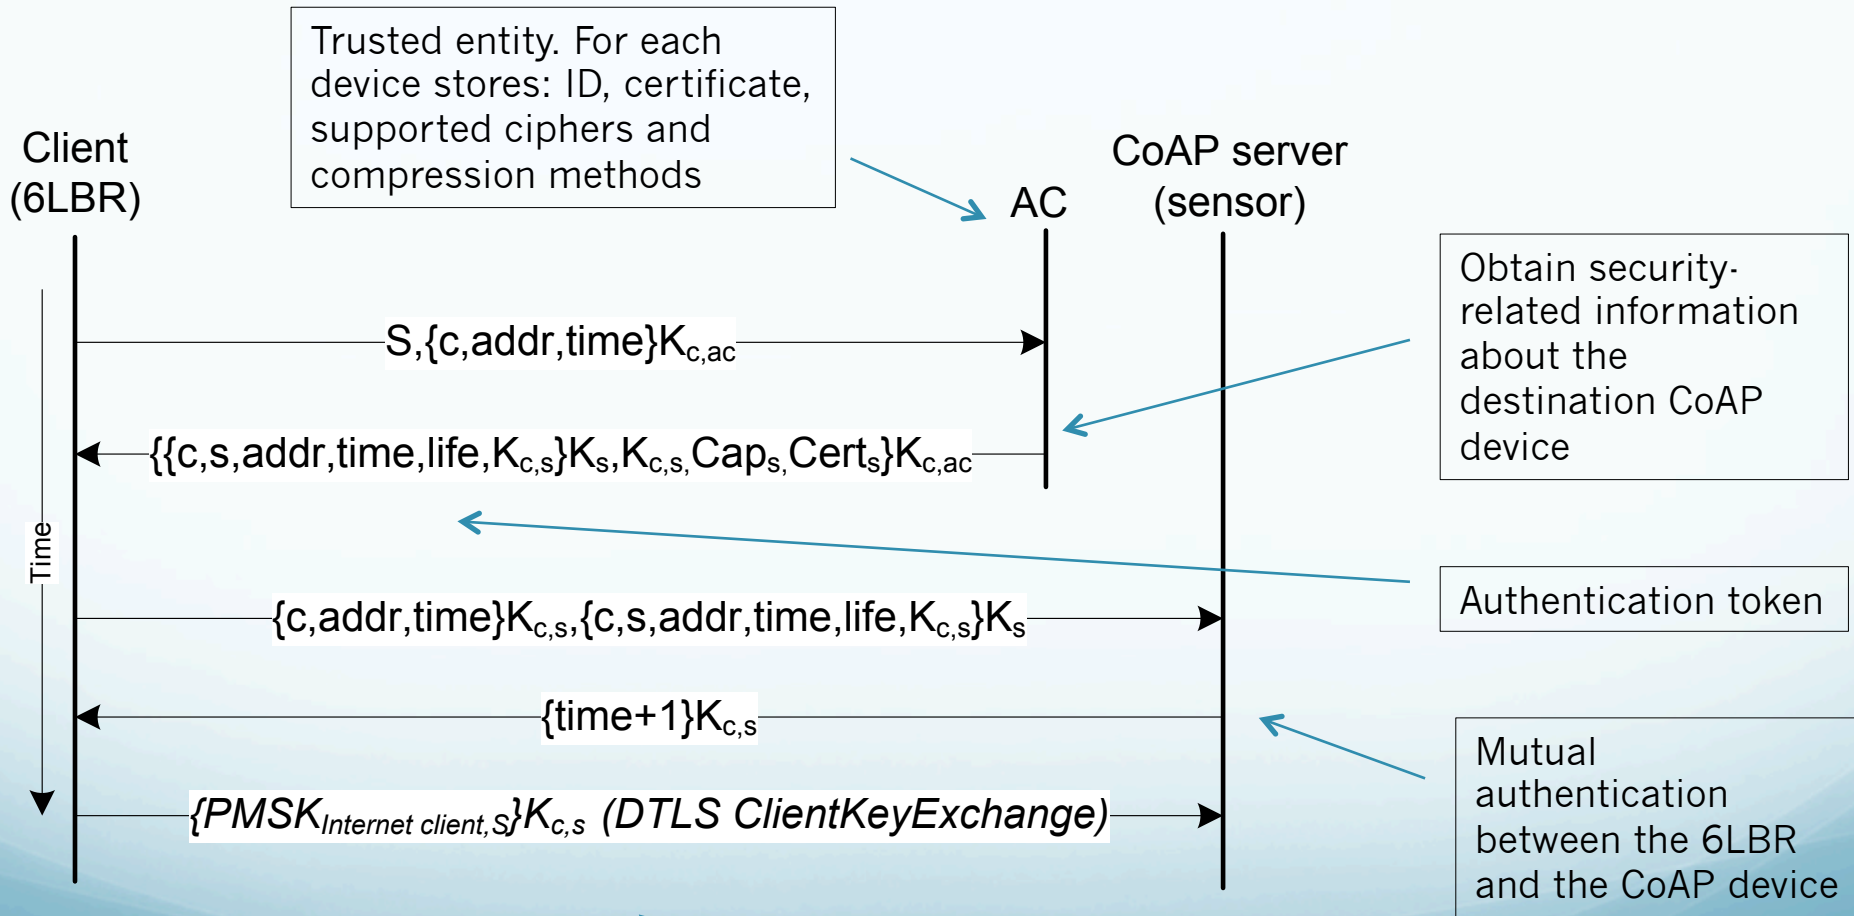 Trusted entity. For each
device stores: ID, certificate,
supported ciphers and
compression methods
Client
(6LBR)
AC
CoAP server
(sensor)
Obtain security-
related information
about the
destination CoAP
device
S,{c,addr,time}Kc,ac
{{c,s,addr,time,life,Kc,s}Ks,Kc,s,Caps,Certs}Kc,ac
Time
Authentication token
{c,addr,time}Kc,s,{c,s,addr,time,life,Kc,s}Ks
{time+1}Kc,s
Mutual
authentication
between the 6LBR
and the CoAP device
{PMSKInternet client,S}Kc,s (DTLS ClientKeyExchange)